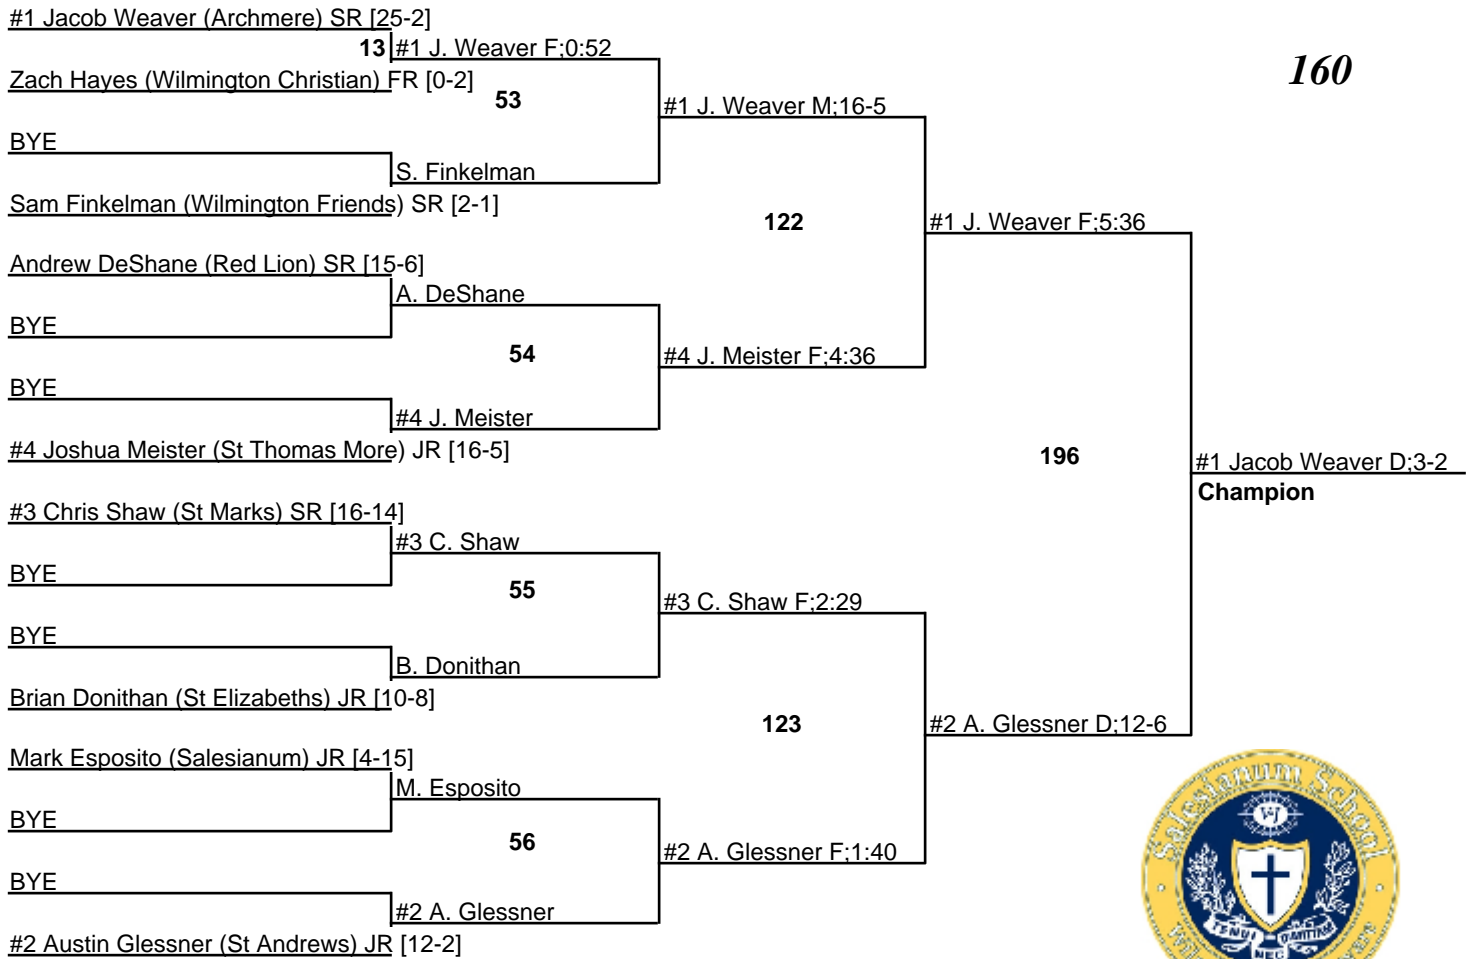 #1 Jacob Weaver (Archmere) SR [25-2]
13 #1 J. Weaver F;0:52
160
Zach Hayes (Wilmington Christian) FR [0-2]
53
#1 J. Weaver M;16-5
BYE
S. Finkelman
Sam Finkelman (Wilmington Friends) SR [2-1]
122
#1 J. Weaver F;5:36
Andrew DeShane (Red Lion) SR [15-6]
A. DeShane
BYE
54
#4 J. Meister F;4:36
BYE
#4 J. Meister
#4 Joshua Meister (St Thomas More) JR [16-5]
196
#1 Jacob Weaver D;3-2
Champion
#3 Chris Shaw (St Marks) SR [16-14]
#3 C. Shaw
BYE
55
#3 C. Shaw F;2:29
BYE
B. Donithan
Brian Donithan (St Elizabeths) JR [10-8]
123
#2 A. Glessner D;12-6
Mark Esposito (Salesianum) JR [4-15]
M. Esposito
BYE
56
#2 A. Glessner F;1:40
BYE
#2 A. Glessner
#2 Austin Glessner (St Andrews) JR [12-2]
Salesianum School
TENUI
NEC